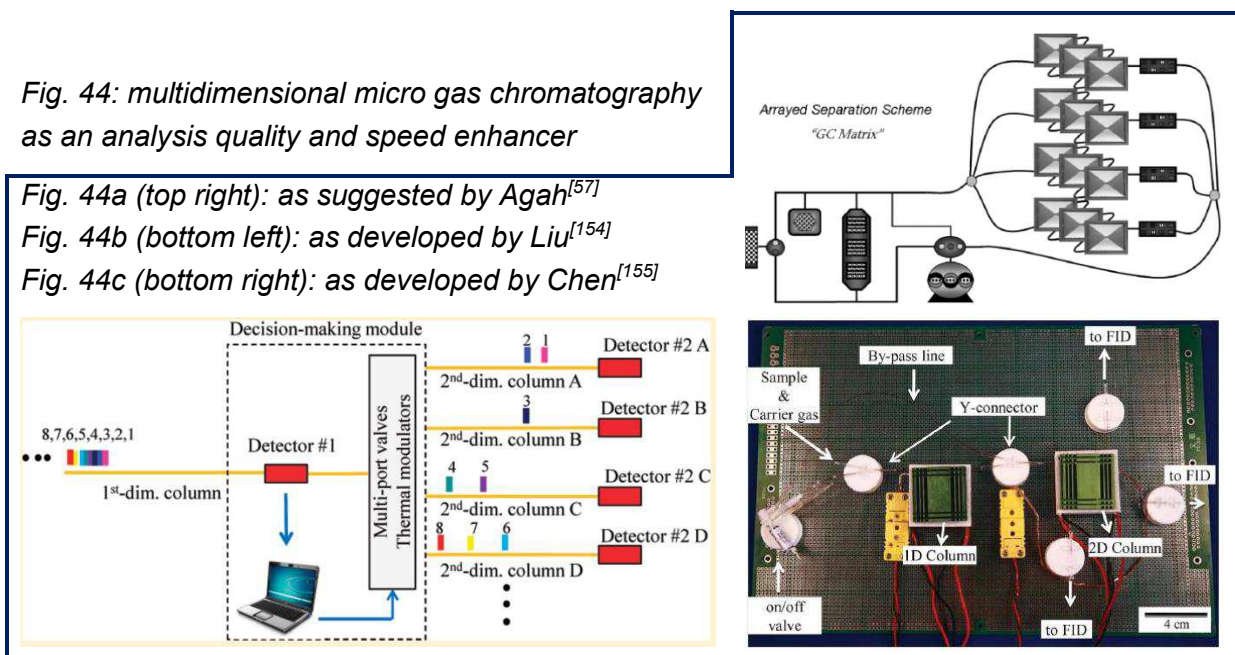 Fig. 44: multidimensional micro gas chromatography
as an analysis quality and speed enhancer
Fig. 44a (top right): as suggested by Agah[57]
Fig. 44b (bottom left): as developed by Liu[154]
Fig. 44c (bottom right): as developed by Chen[155]
Arrayed Separation Scheme
"GC Matrix"
Decision-making module
8,7,6,5,4,3,2,1
1st-dim. column
Detector #1
Multi-port valves
Thermal modulators
2 1
2nd-dim. column A
Detector #2 A
3
2nd-dim. column B
Detector #2 B
4 5
2nd-dim. column C
Detector #2 C
8 7 6
2nd-dim. column D
Detector #2 D
By-pass line
to FID
Sample
&
Carrier gas
Y-connector
to FID
1D Column
2D Column
on/off
valve
to FID
4 cm